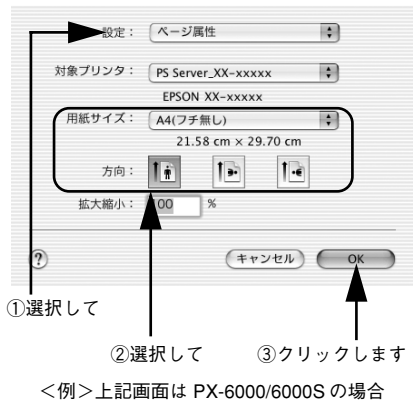 設定： ページ属性
対象プリンタ： PS Server_XX-xxxxx
EPSON XX-xxxxx
用紙サイズ： A4(フチ無し)
21.58 cm × 29.70 cm
方向：
拡大縮小： 100 %
? キャンセル OK
①選択して
②選択して ③クリックします
＜例＞上記画面は PX-6000/6000S の場合